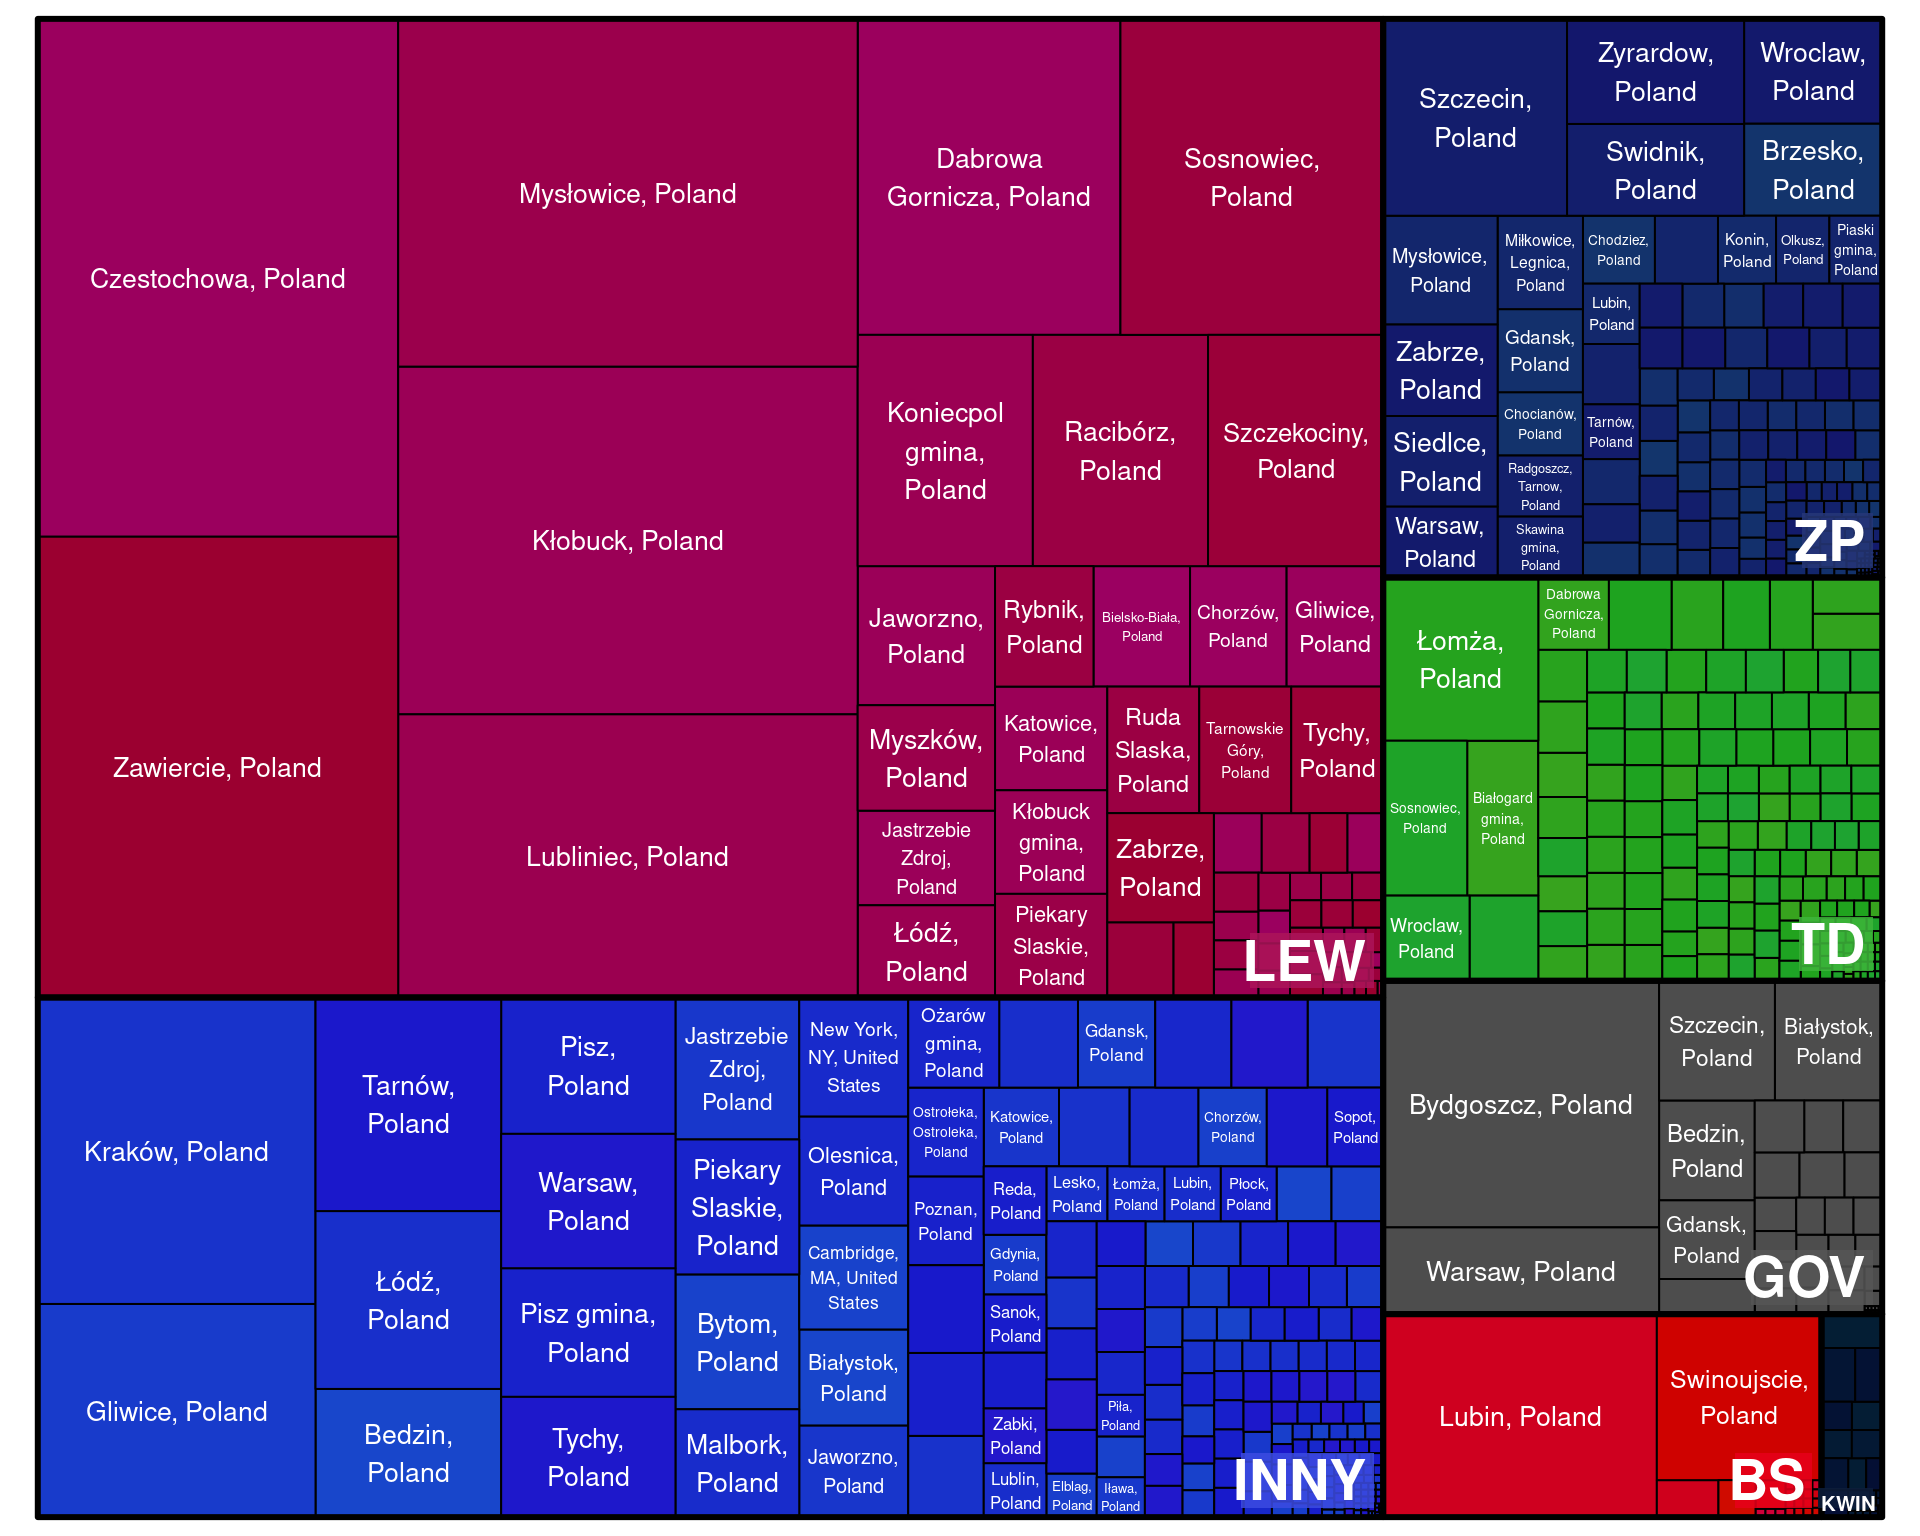 Czestochowa, Poland
Zawiercie, Poland
Mysłowice, Poland
Kłobuck, Poland
Lubliniec, Poland
Dabrowa
Gornicza, Poland
Sosnowiec,
Poland
Koniecpol
gmina,
Poland
Racibórz,
Poland
Szczekociny,
Poland
Jaworzno,
Poland
Myszków,
Poland
Jastrzebie
Zdroj,
Poland
Łódź,
Poland
Rybnik,
Poland
Bielsko-Biała,
Poland
Chorzów,
Poland
Gliwice,
Poland
Katowice,
Poland
Kłobuck
gmina,
Poland
Piekary
Slaskie,
Poland
Ruda
Slaska,
Poland
Tarnowskie
Góry,
Poland
Tychy,
Poland
Zabrze,
Poland
LEW
Szczecin,
Poland
Zyrardow,
Poland
Wroclaw,
Poland
Swidnik,
Poland
Brzesko,
Poland
Mysłowice,
Poland
Zabrze,
Poland
Siedlce,
Poland
Warsaw,
Poland
Miłkowice,
Legnica,
Poland
Gdansk,
Poland
Chocianów,
Poland
Radgoszcz,
Tarnow,
Poland
Skawina
gmina,
Poland
Chodziez,
Poland
Konin,
Poland
Olkusz,
Poland
Piaski
gmina,
Poland
Lubin,
Poland
Tarnów,
Poland
ZP
Łomża,
Poland
Dabrowa
Gornicza,
Poland
Sosnowiec,
Poland
Białogard
gmina,
Poland
Wroclaw,
Poland
TD
Bydgoszcz, Poland
Warsaw, Poland
Szczecin,
Poland
Białystok,
Poland
Bedzin,
Poland
Gdansk,
Poland
GOV
Lubin, Poland
Swinoujscie,
Poland
BS
KWIN
Kraków, Poland
Gliwice, Poland
Tarnów,
Poland
Łódź,
Poland
Bedzin,
Poland
Pisz,
Poland
Warsaw,
Poland
Pisz gmina,
Poland
Tychy,
Poland
Jastrzebie
Zdroj,
Poland
Piekary
Slaskie,
Poland
Bytom,
Poland
Malbork,
Poland
New York,
NY, United
States
Olesnica,
Poland
Cambridge,
MA, United
States
Białystok,
Poland
Jaworzno,
Poland
Ożarów
gmina,
Poland
Gdansk,
Poland
Ostrołeka,
Ostroleka,
Poland
Poznan,
Poland
Katowice,
Poland
Chorzów,
Poland
Sopot,
Poland
Reda,
Poland
Gdynia,
Poland
Sanok,
Poland
Zabki,
Poland
Lublin,
Poland
Lesko,
Poland
Łomża,
Poland
Lubin,
Poland
Płock,
Poland
Piła,
Poland
Elblag,
Poland
Iława,
Poland
INNY